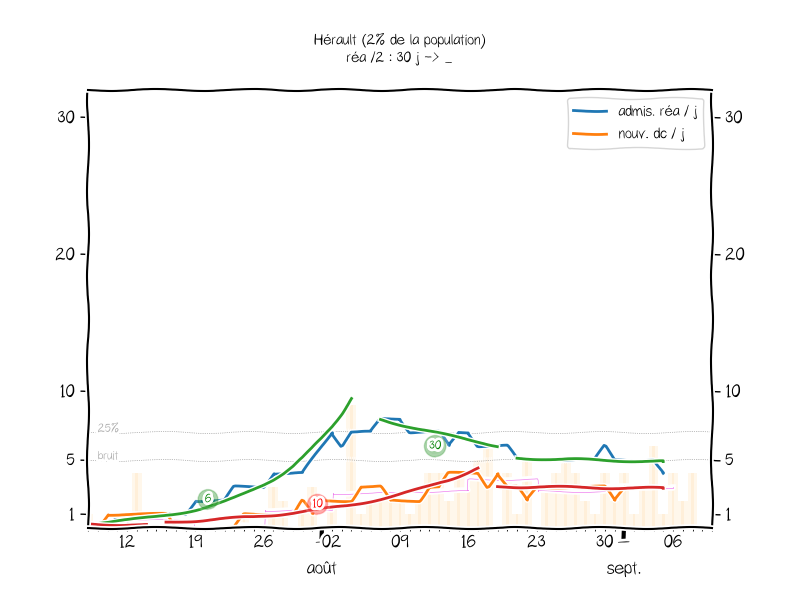 Hérault (2% de la population)
réa /2 : 30 j -> _
admis. réa / j
nouv. dc / j
30
30
20
20
10
10
25%
bruit
5
5
1
1
6
10
30
12 19 26 02 09 16 23 30 06
août sept.